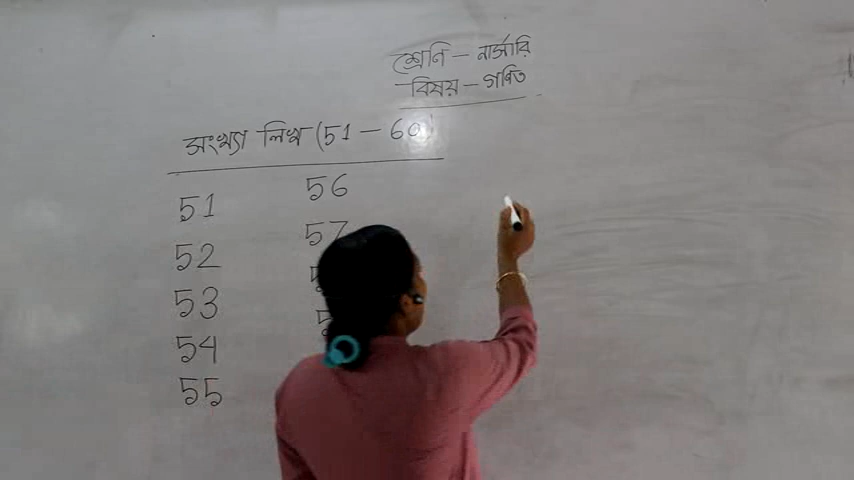 শ্রেনি - নার্সারি
বিষয় - গণিত
সংখ্যা লিখ (51 - 60)
51
52
53
54
55
56
57